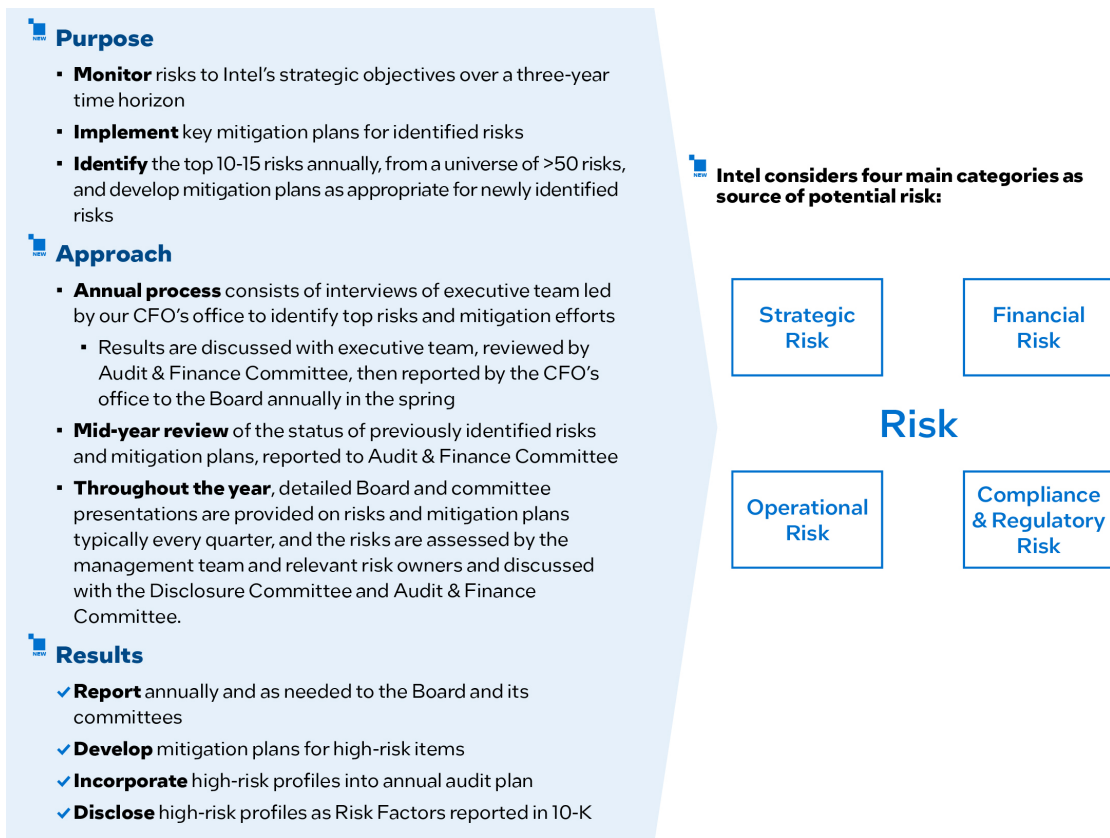 NEW
Purpose
▪ Monitor risks to Intel's strategic objectives over a three-year
time horizon
▪ Implement key mitigation plans for identified risks
▪ Identify the top 10-15 risks annually, from a universe of >50 risks,
and develop mitigation plans as appropriate for newly identified
risks
NEW
Approach
▪ Annual process consists of interviews of executive team led
by our CFO's office to identify top risks and mitigation efforts
▪ Results are discussed with executive team, reviewed by
Audit & Finance Committee, then reported by the CFO's
office to the Board annually in the spring
▪ Mid-year review of the status of previously identified risks
and mitigation plans, reported to Audit & Finance Committee
▪ Throughout the year, detailed Board and committee
presentations are provided on risks and mitigation plans
typically every quarter, and the risks are assessed by the
management team and relevant risk owners and discussed
with the Disclosure Committee and Audit & Finance
Committee.
NEW
Results
✓ Report annually and as needed to the Board and its
committees
✓ Develop mitigation plans for high-risk items
✓ Incorporate high-risk profiles into annual audit plan
✓ Disclose high-risk profiles as Risk Factors reported in 10-K
NEW
Intel considers four main categories as
source of potential risk:
Strategic
Risk
Financial
Risk
Risk
Operational
Risk
Compliance
& Regulatory
Risk